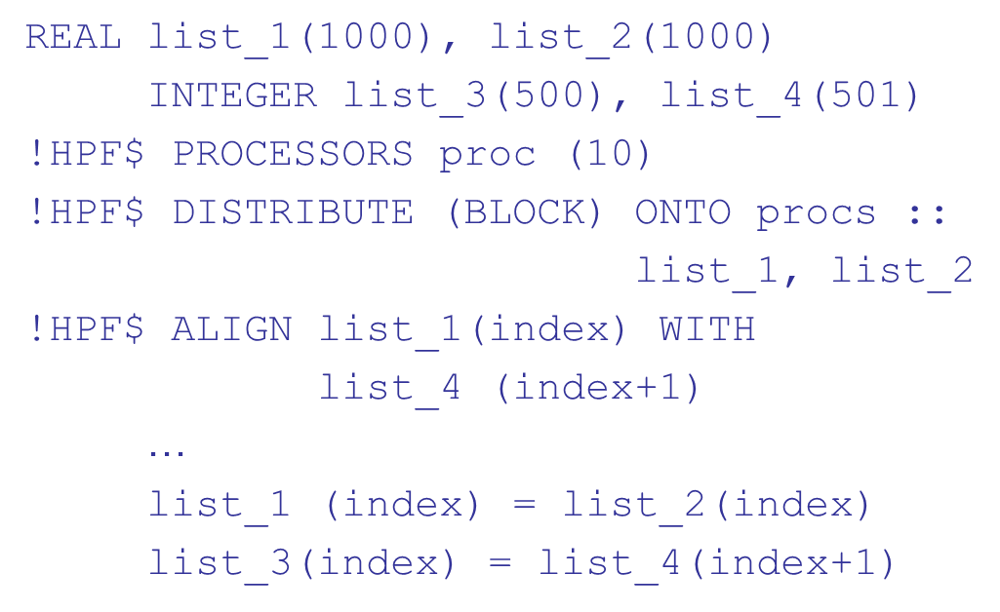 REAL list_1(1000), list_2(1000)
INTEGER list_3(500), list_4(501)
!HPF$ PROCESSORS proc (10)
!HPF$ DISTRIBUTE (BLOCK) ONTO procs ::
list_1, list_2
!HPF$ ALIGN list_1(index) WITH
list_4 (index+1)
…
list_1 (index) = list_2(index)
list_3(index) = list_4(index+1)